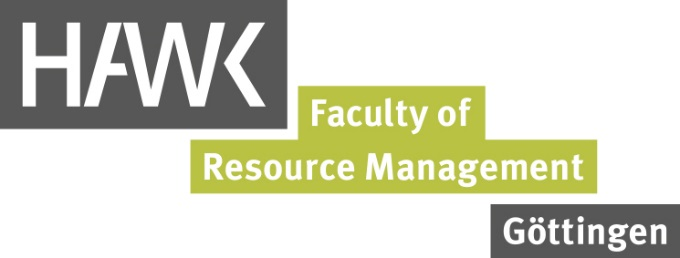 HAWK
Faculty of
Resource Management
Göttingen